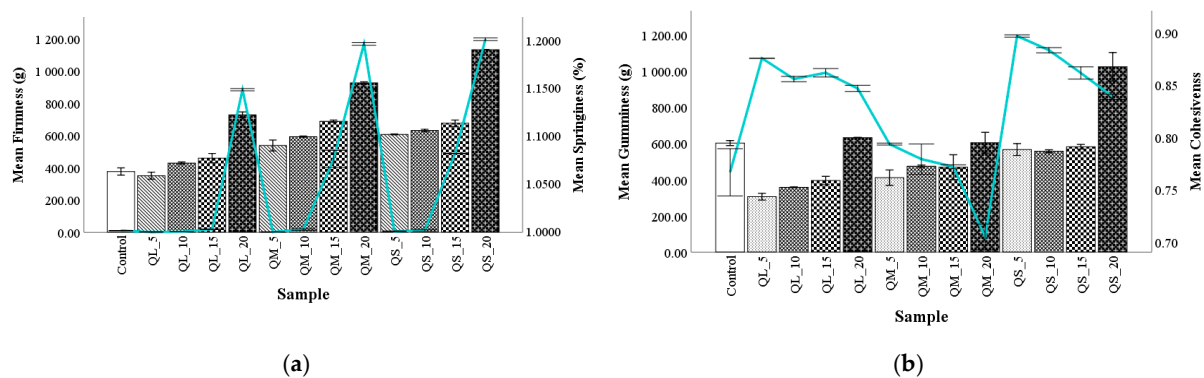 Mean Firmness (g)
1 200.00
1 000.00
800.00
600.00
400.00
200.00
0.00
1.2000
1.1500
1.1000
1.0500
1.0000
Mean Springiness (%)
Control
QL_5
QL_10
QL_15
QL_20
QM_5
QM_10
QM_15
QM_20
QS_5
QS_10
QS_15
QS_20
Sample
(a)
Mean Gumminess (g)
1 200.00
1 000.00
800.00
600.00
400.00
200.00
0.00
0.90
0.85
0.80
0.75
0.70
Mean Cohesivenss
Control
QL_5
QL_10
QL_15
QL_20
QM_5
QM_10
QM_15
QM_20
QS_5
QS_10
QS_15
QS_20
Sample
(b)